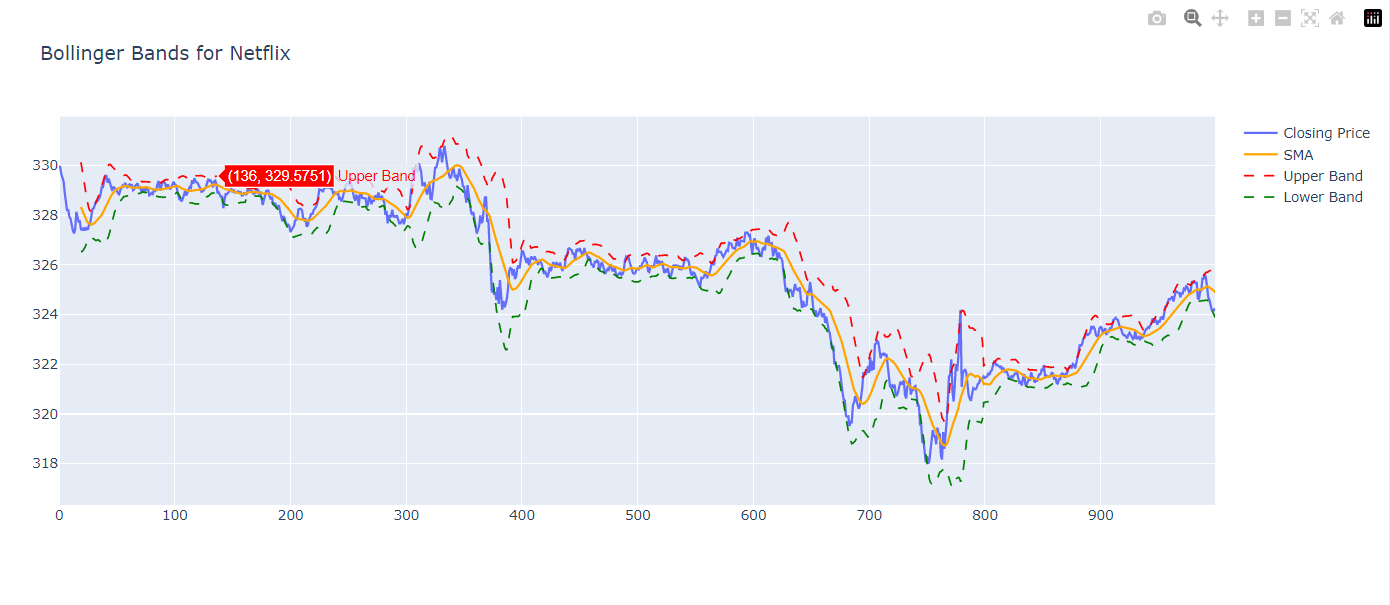 Bollinger Bands for Netflix
Closing Price
SMA
Upper Band
Lower Band
(136, 329.5751) Upper Band
330
328
326
324
322
320
318
0 100 200 300 400 500 600 700 800 900